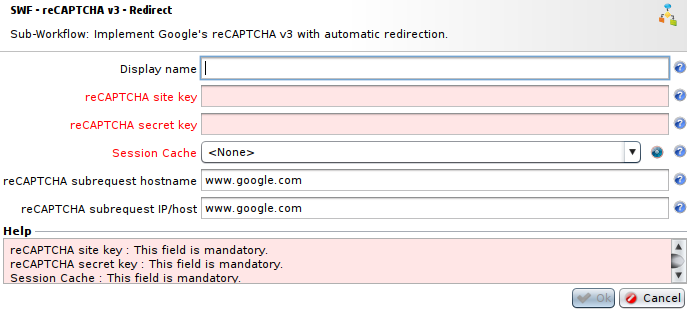 SWF - reCAPTCHA v3 - Redirect
Sub-Workflow: Implement Google's reCAPTCHA v3 with automatic redirection.
Display name
reCAPTCHA site key
reCAPTCHA secret key
Session Cache <None>
reCAPTCHA subrequest hostname www.google.com
reCAPTCHA subrequest IP/host www.google.com
Help
reCAPTCHA site key : This field is mandatory.
reCAPTCHA secret key : This field is mandatory.
Session Cache : This field is mandatory.
Ok Cancel